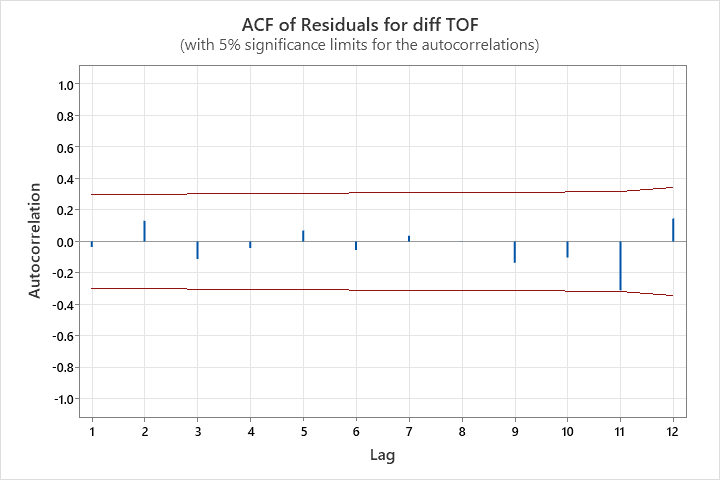 ACF of Residuals for diff TOF
(with 5% significance limits for the autocorrelations)
1.0
0.8
0.6
0.4
0.2
0.0
-0.2
-0.4
-0.6
-0.8
-1.0
Autocorrelation
1 2 3 4 5 6 7 8 9 10 11 12
Lag